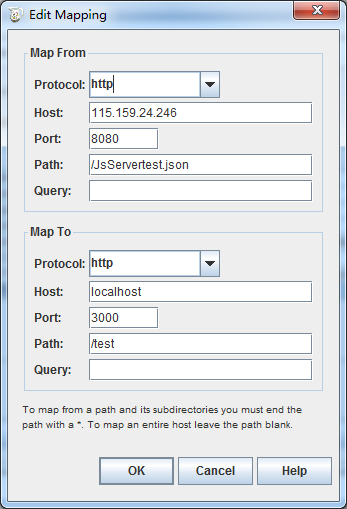 Edit Mapping
Map From
Protocol: http
Host: 115.159.24.246
Port: 8080
Path: /JsServertest.json
Query:
Map To
Protocol: http
Host: localhost
Port: 3000
Path: /test
Query:
To map from a path and its subdirectories you must end the
path with a *. To map an entire host leave the path blank.
OK Cancel Help